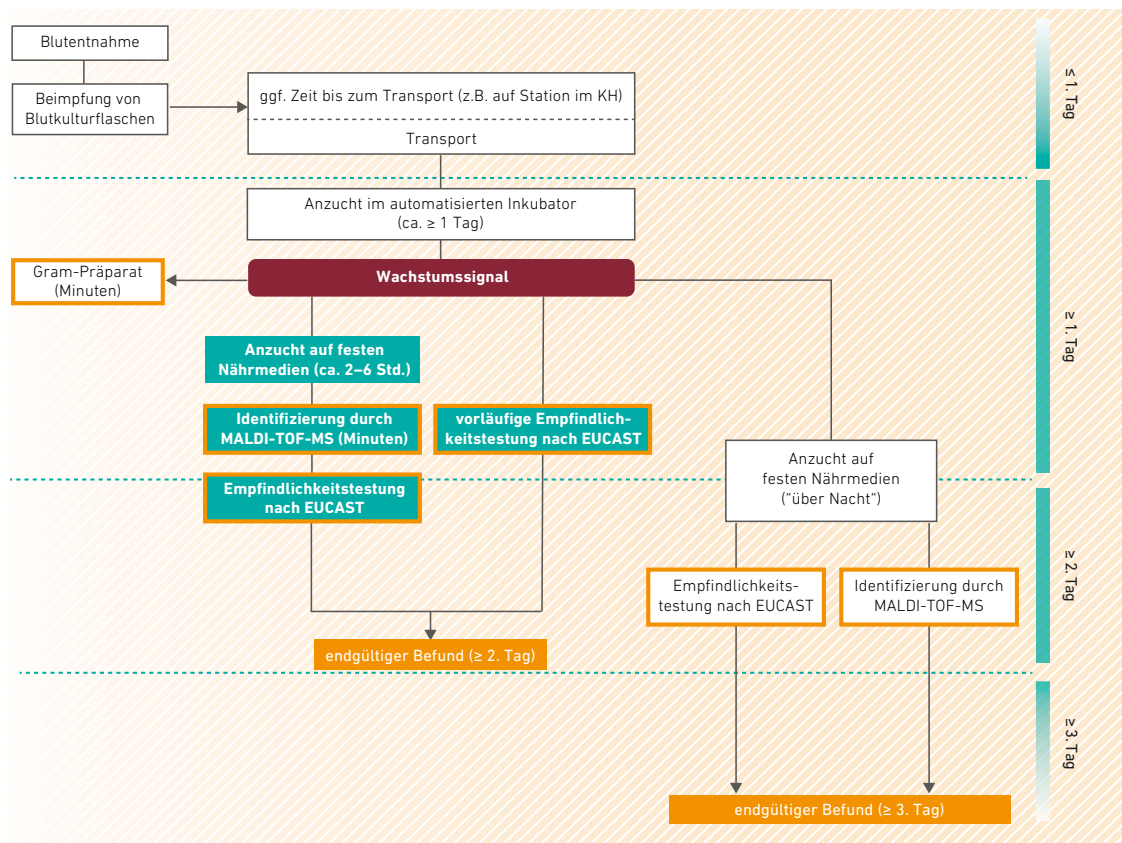 Blutentnahme
Beimpfung von
Blutkulturflaschen
ggf. Zeit bis zum Transport (z.B. auf Station im KH)
Transport
≤ 1. Tag
Anzucht im automatisierten Inkubator
(ca. ≥ 1 Tag)
Gram-Präparat
(Minuten)
Wachstumssignal
Anzucht auf festen
Nährmedien (ca. 2–6 Std.)
Identifizierung durch
MALDI-TOF-MS (Minuten)
vorläufige Empfindlich-
keitstestung nach EUCAST
≥ 1. Tag
Empfindlichkeitstestung
nach EUCAST
Anzucht auf
festen Nährmedien
("über Nacht")
Empfindlichkeits-
testung nach EUCAST
Identifizierung durch
MALDI-TOF-MS
≥ 2. Tag
endgültiger Befund (≥ 2. Tag)
≥ 3. Tag
endgültiger Befund (≥ 3. Tag)